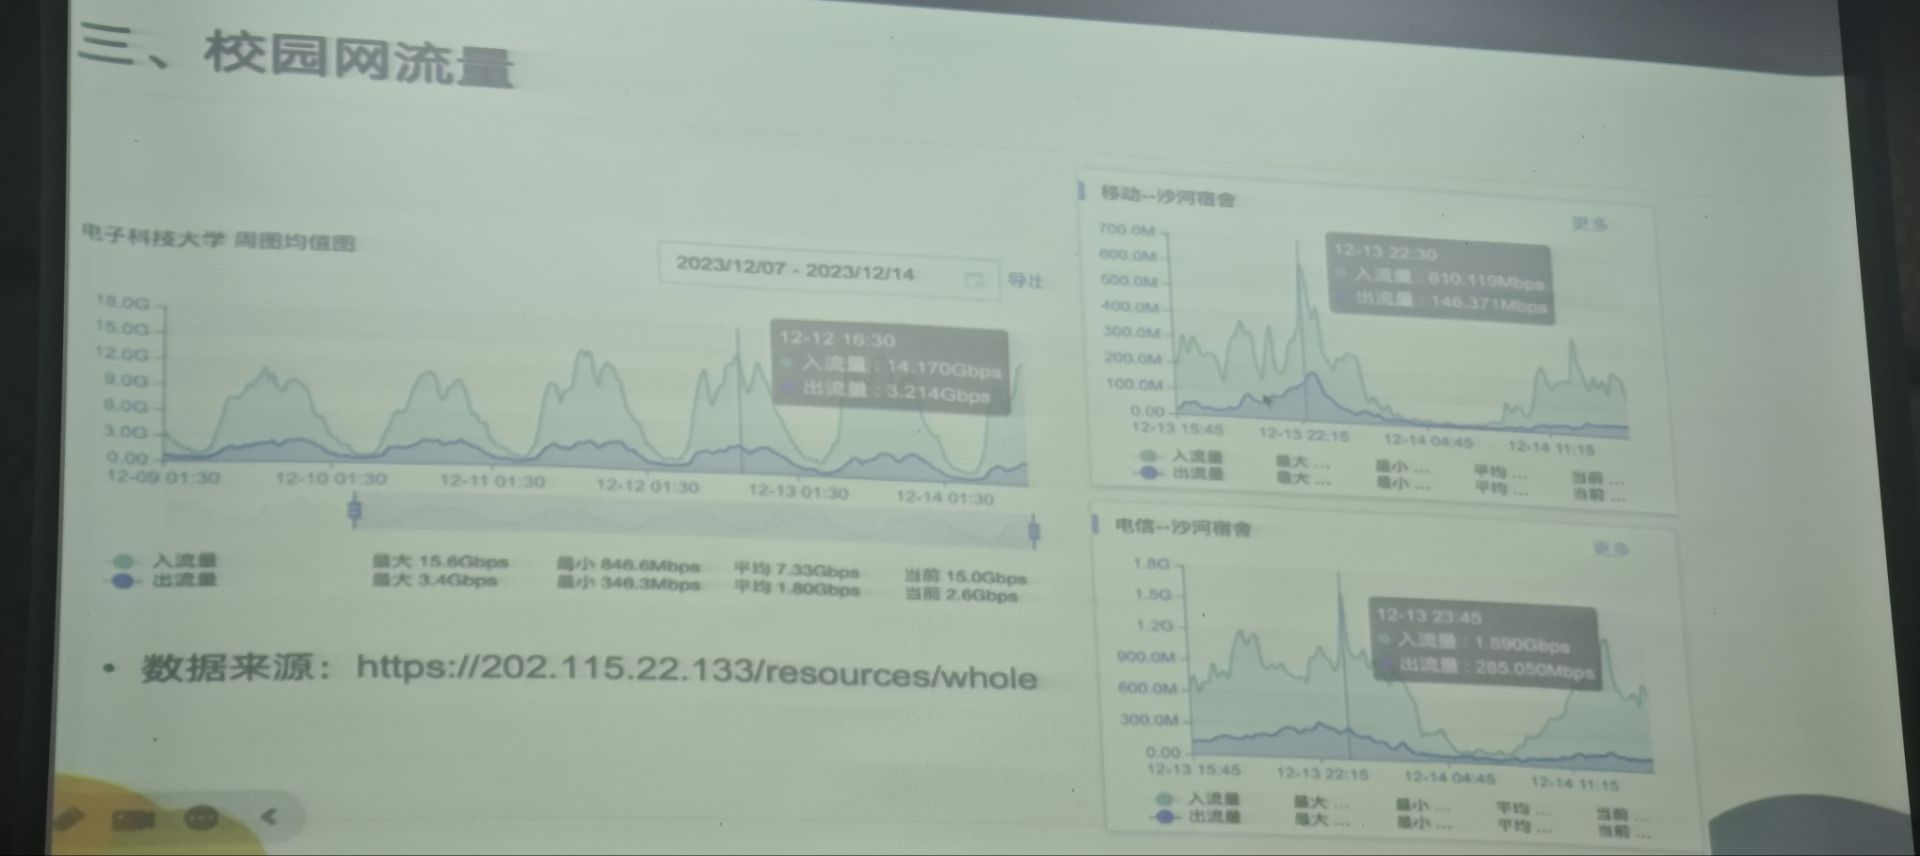 三、校园网流量
电子科技大学 周图均值图
2023/12/07 - 2023/12/14
导出
18.0G
15.0G
12.0G
9.0G
6.0G
3.0G
0.00
12-12 16:30
入流量：14.170Gbps
出流量：3.214Gbps
12-09 01:30 12-10 01:30 12-11 01:30 12-12 01:30 12-13 01:30 12-14 01:30
入流量 最大 15.6Gbps 最小 846.6Mbps 平均 7.33Gbps 当前 15.0Gbps
出流量 最大 3.4Gbps 最小 346.3Mbps 平均 1.80Gbps 当前 2.6Gbps
• 数据来源：https://202.115.22.133/resources/whole
移动--沙河宿舍
更多
700.0M
600.0M
500.0M
400.0M
300.0M
200.0M
100.0M
0.00
12-13 22:30
入流量：610.119Mbps
出流量：146.371Mbps
12-13 15:45 12-13 22:15 12-14 04:45 12-14 11:15
入流量 最大 ... 最小 ... 平均 ... 当前 ...
出流量 最大 ... 最小 ... 平均 ... 当前 ...
电信--沙河宿舍
更多
1.8G
1.5G
1.2G
900.0M
600.0M
300.0M
0.00
12-13 23:45
入流量：1.590Gbps
出流量：285.050Mbps
12-13 15:45 12-13 22:15 12-14 04:45 12-14 11:15
入流量 最大 ... 最小 ... 平均 ... 当前 ...
出流量 最大 ... 最小 ... 平均 ... 当前 ...